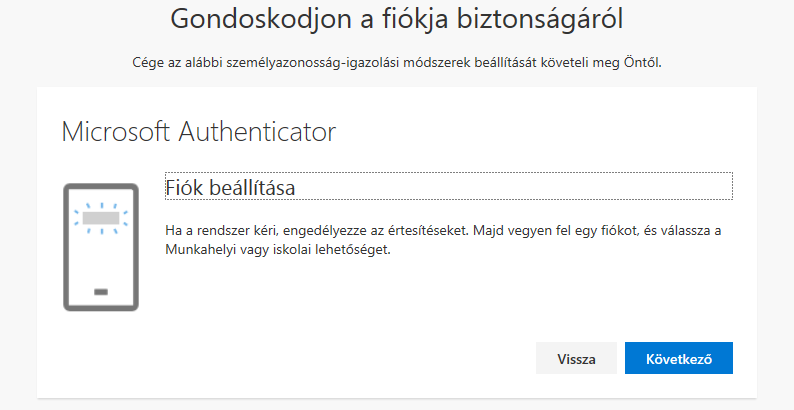 Gondoskodjon a fiókja biztonságáról
Cége az alábbi személyazonosság-igazolási módszerek beállítását követeli meg Öntől.
Microsoft Authenticator
Fiók beállítása
Ha a rendszer kéri, engedélyezze az értesítéseket. Majd vegyen fel egy fiókot, és válassza a
Munkahelyi vagy iskolai lehetőséget.
Vissza
Következő